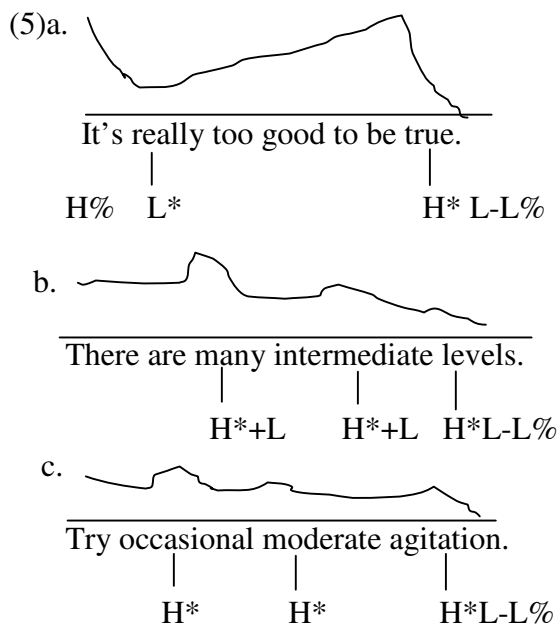 (5)a.
It's really too good to be true.
H% L* H* L-L%
b.
There are many intermediate levels.
H*+L H*+L H*L-L%
c.
Try occasional moderate agitation.
H* H* H*L-L%